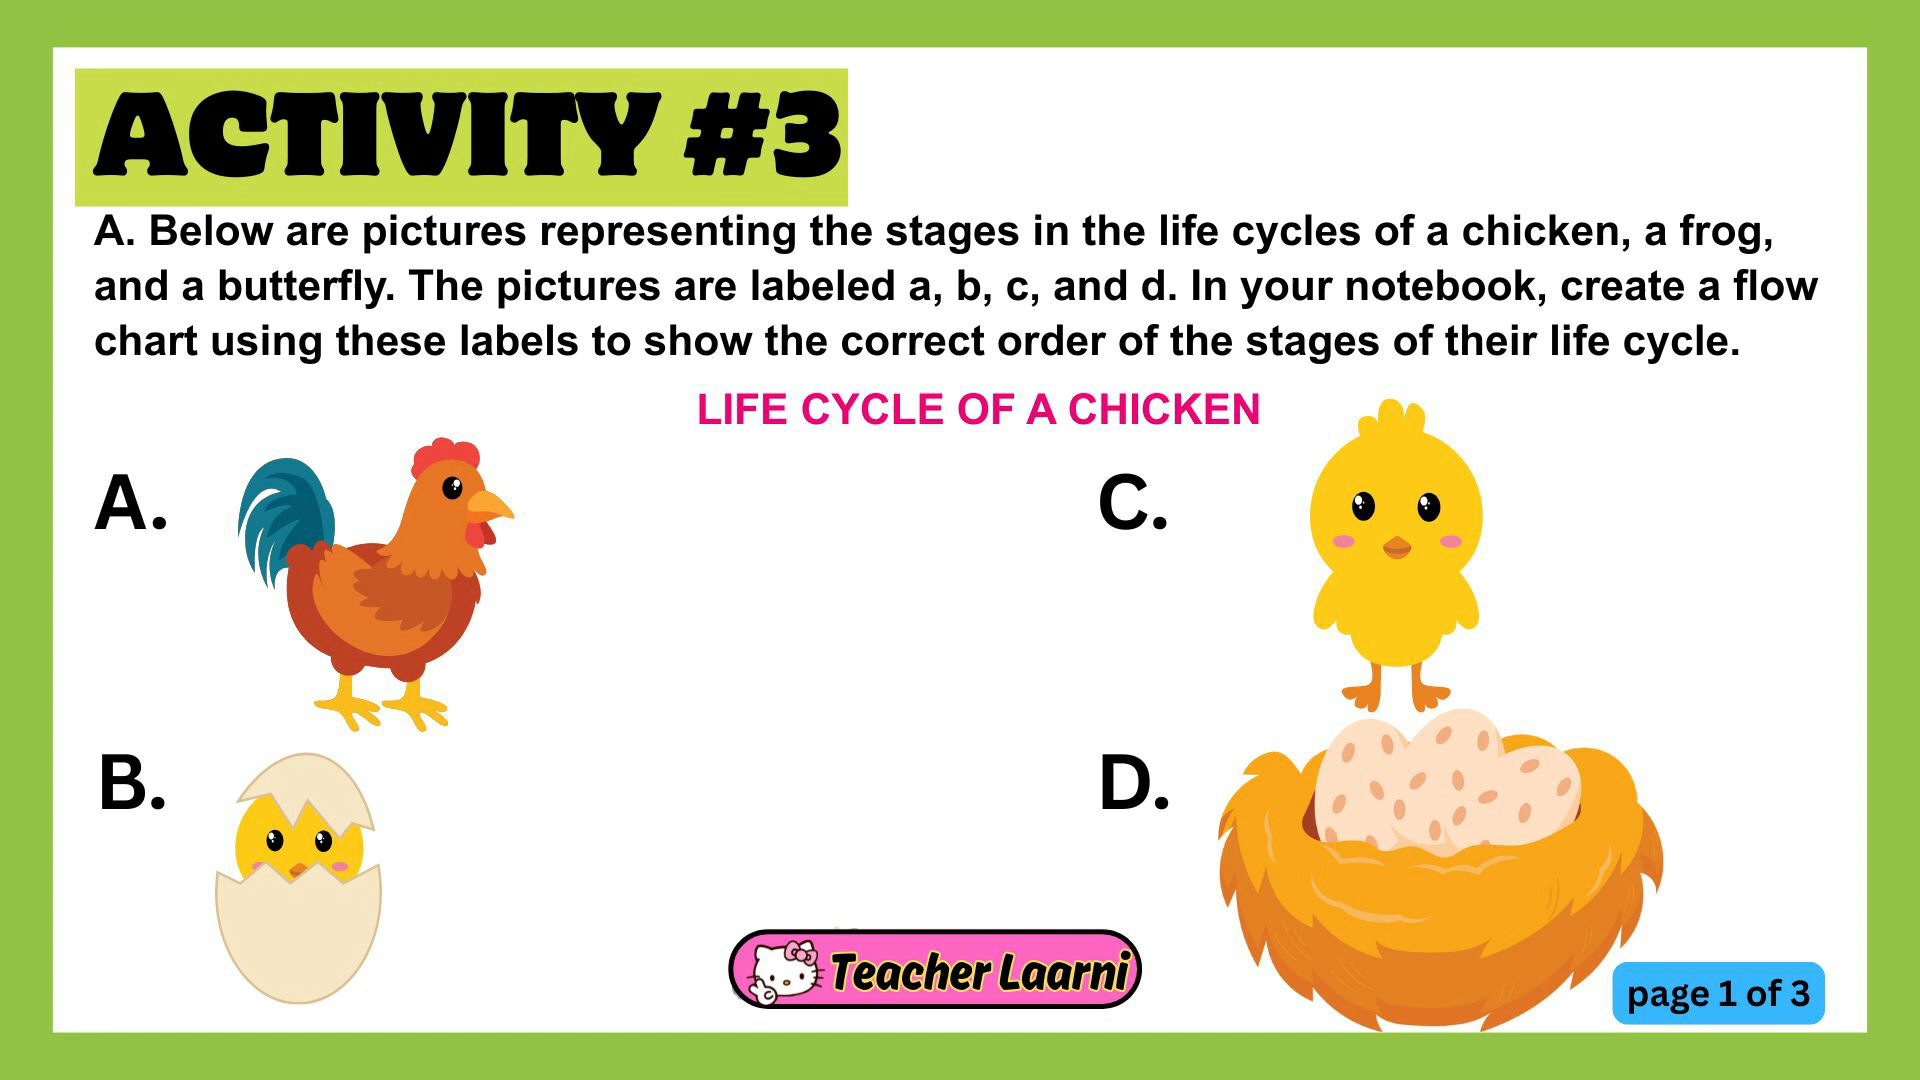 ACTIVITY #3
A. Below are pictures representing the stages in the life cycles of a chicken, a frog,
and a butterfly. The pictures are labeled a, b, c, and d. In your notebook, create a flow
chart using these labels to show the correct order of the stages of their life cycle.
LIFE CYCLE OF A CHICKEN
A.
C.
B.
D.
Teacher Laarni
page 1 of 3